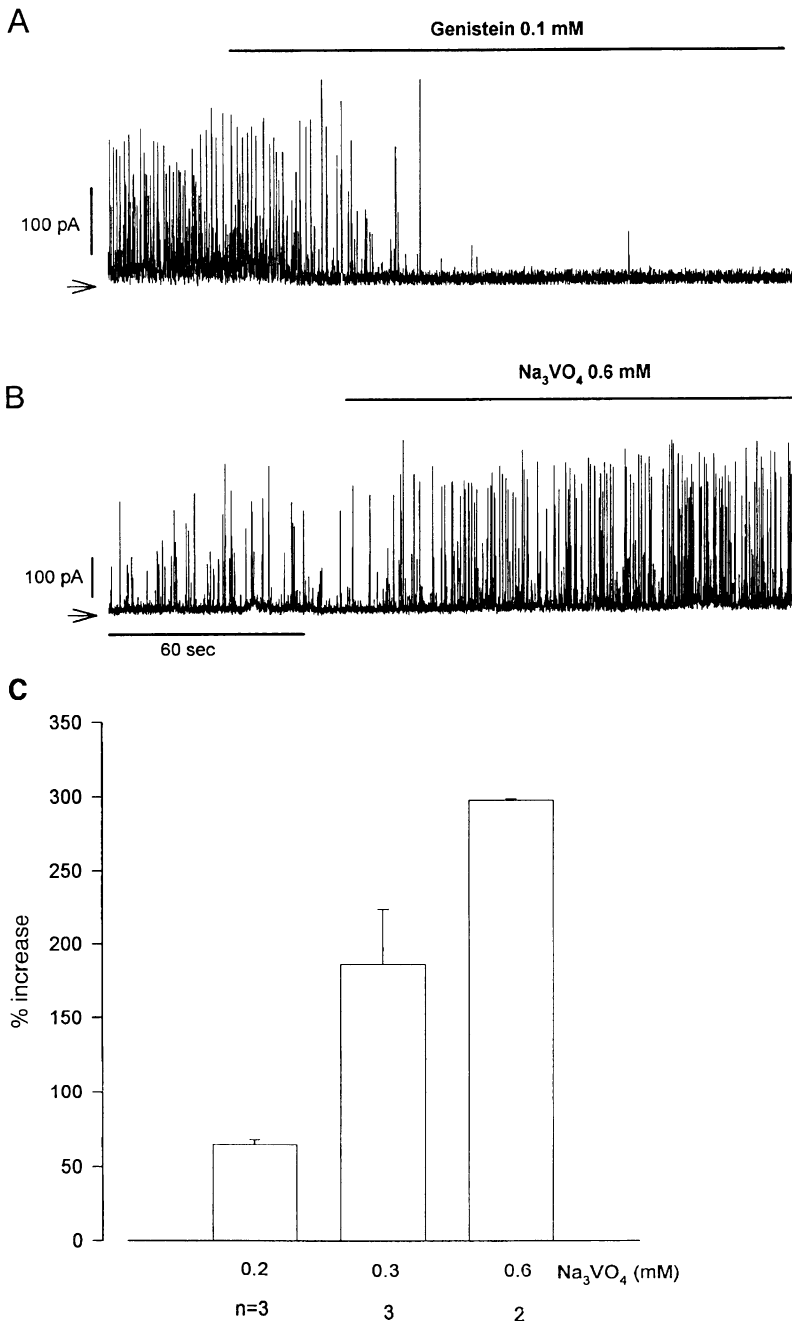 A
Genistein 0.1 mM
100 pA
Na₃VO₄ 0.6 mM
B
100 pA
60 sec
C
350
300
250
200
150
100
50
0
% increase
0.2 0.3 0.6 Na₃VO₄ (mM)
n=3 3 2